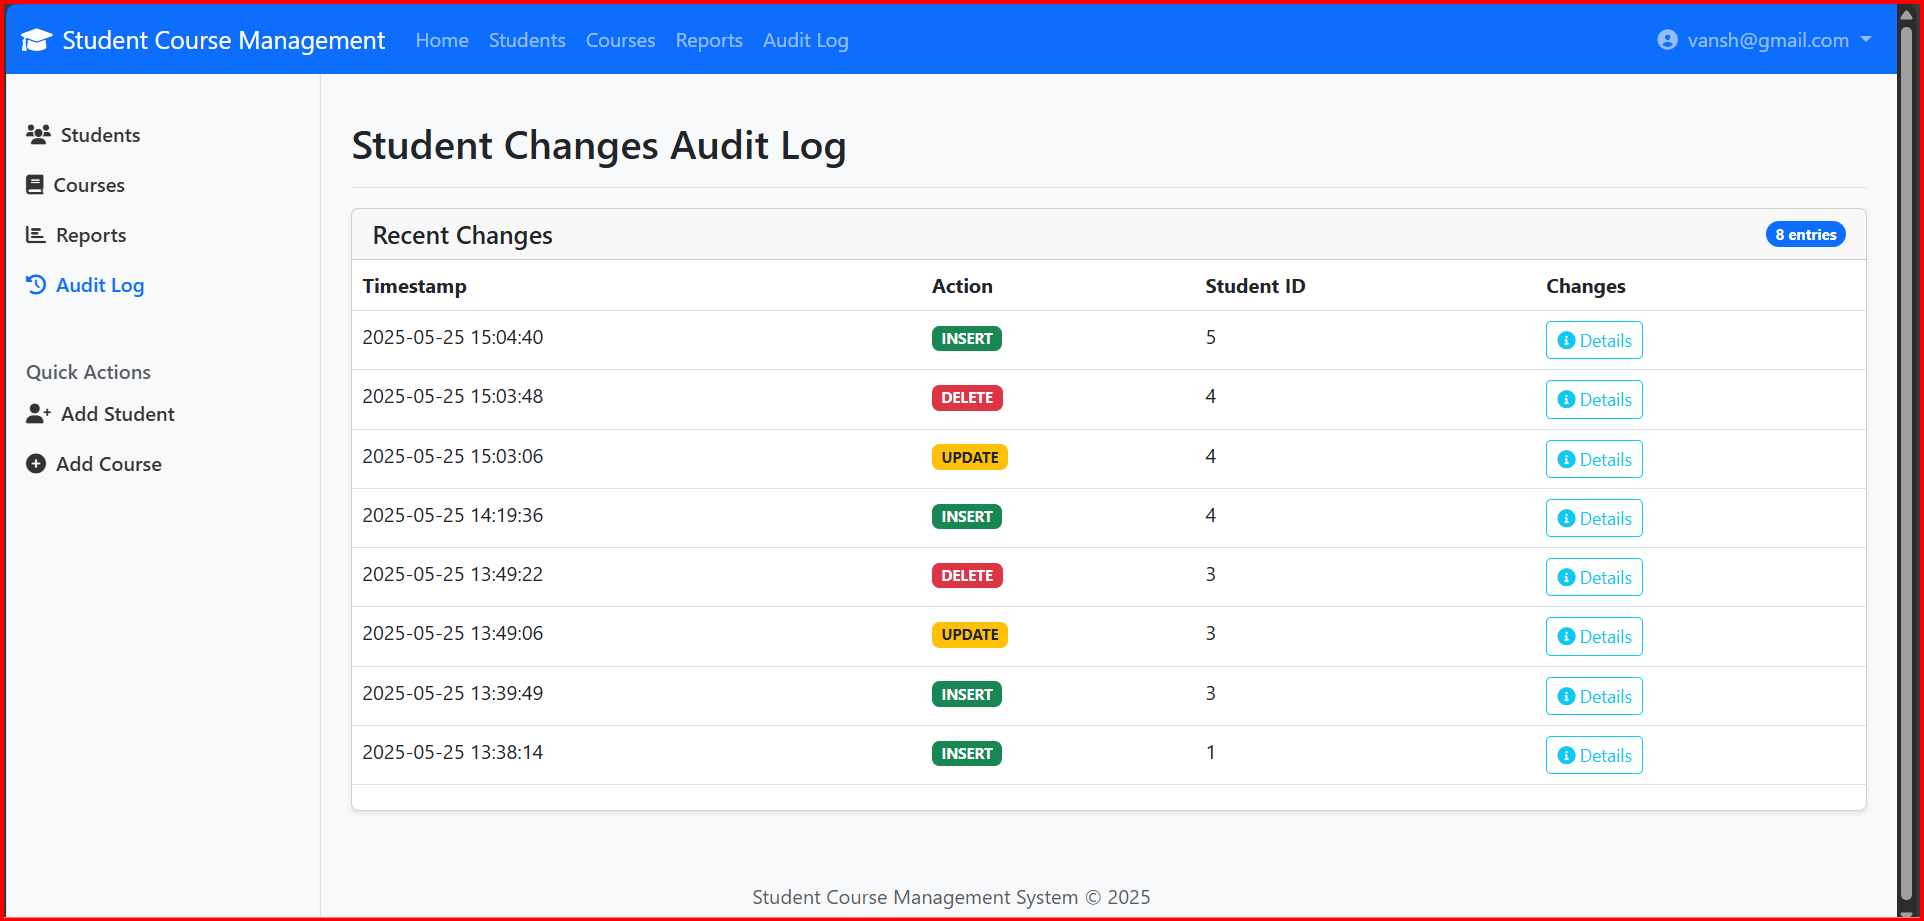 Student Course Management Home Students Courses Reports Audit Log vansh@gmail.com
Students
Courses
Reports
Audit Log
Quick Actions
Add Student
Add Course
Student Changes Audit Log
Recent Changes 8 entries
Timestamp Action Student ID Changes
2025-05-25 15:04:40 INSERT 5 Details
2025-05-25 15:03:48 DELETE 4 Details
2025-05-25 15:03:06 UPDATE 4 Details
2025-05-25 14:19:36 INSERT 4 Details
2025-05-25 13:49:22 DELETE 3 Details
2025-05-25 13:49:06 UPDATE 3 Details
2025-05-25 13:39:49 INSERT 3 Details
2025-05-25 13:38:14 INSERT 1 Details
Student Course Management System © 2025